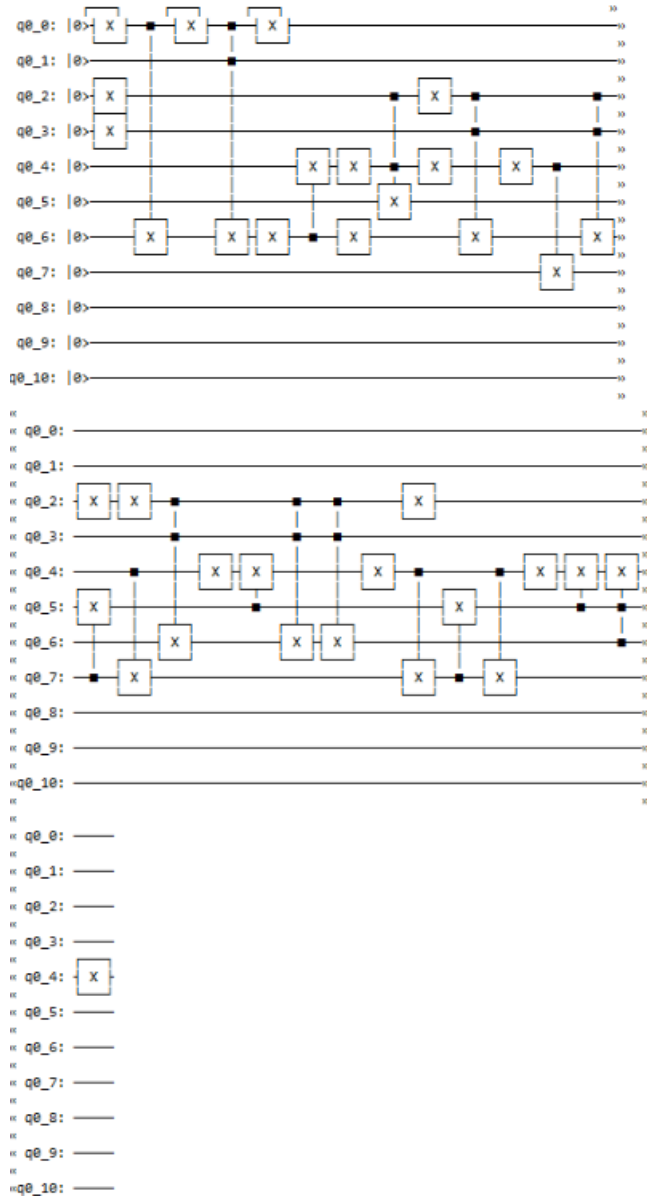 q0_0: |0> X X X »
»
q0_1: |0> »
»
q0_2: |0> X X »
»
q0_3: |0> X »
»
q0_4: |0> X X X X »
»
q0_5: |0> X »
»
q0_6: |0> X X X X X X »
»
q0_7: |0> X »
»
q0_8: |0> »
»
q0_9: |0> »
»
q0_10: |0> »
»
« «
« q0_0: «
« «
« q0_1: «
« «
« q0_2: X X X «
« «
« q0_3: «
« «
« q0_4: X X X X X X «
« «
« q0_5: X X «
« «
« q0_6: X X X «
« «
« q0_7: X X X «
« «
« q0_8: «
« «
« q0_9: «
« «
«q0_10: «
« «
«
« q0_0:
«
« q0_1:
«
« q0_2:
«
« q0_3:
«
« q0_4: X
«
« q0_5:
«
« q0_6:
«
« q0_7:
«
« q0_8:
«
« q0_9:
«
«q0_10: